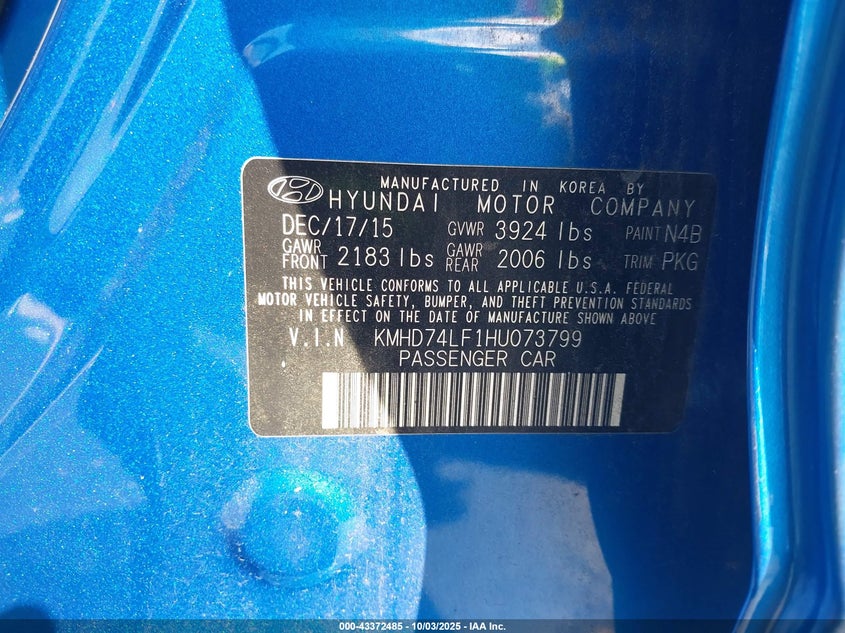 MANUFACTURED IN KOREA BY
HYUNDAI MOTOR COMPANY
DEC/17/15 GVWR 3924 lbs PAINT N4B
GAWR FRONT 2183 lbs GAWR REAR 2006 lbs TRIM PKG
THIS VEHICLE CONFORMS TO ALL APPLICABLE U.S.A. FEDERAL
MOTOR VEHICLE SAFETY, BUMPER, AND THEFT PREVENTION STANDARDS
IN EFFECT ON THE DATE OF MANUFACTURE SHOWN ABOVE
V.I.N KMHD74LF1HU073799
PASSENGER CAR
000-43372485 - 10/03/2025 - IAA Inc.